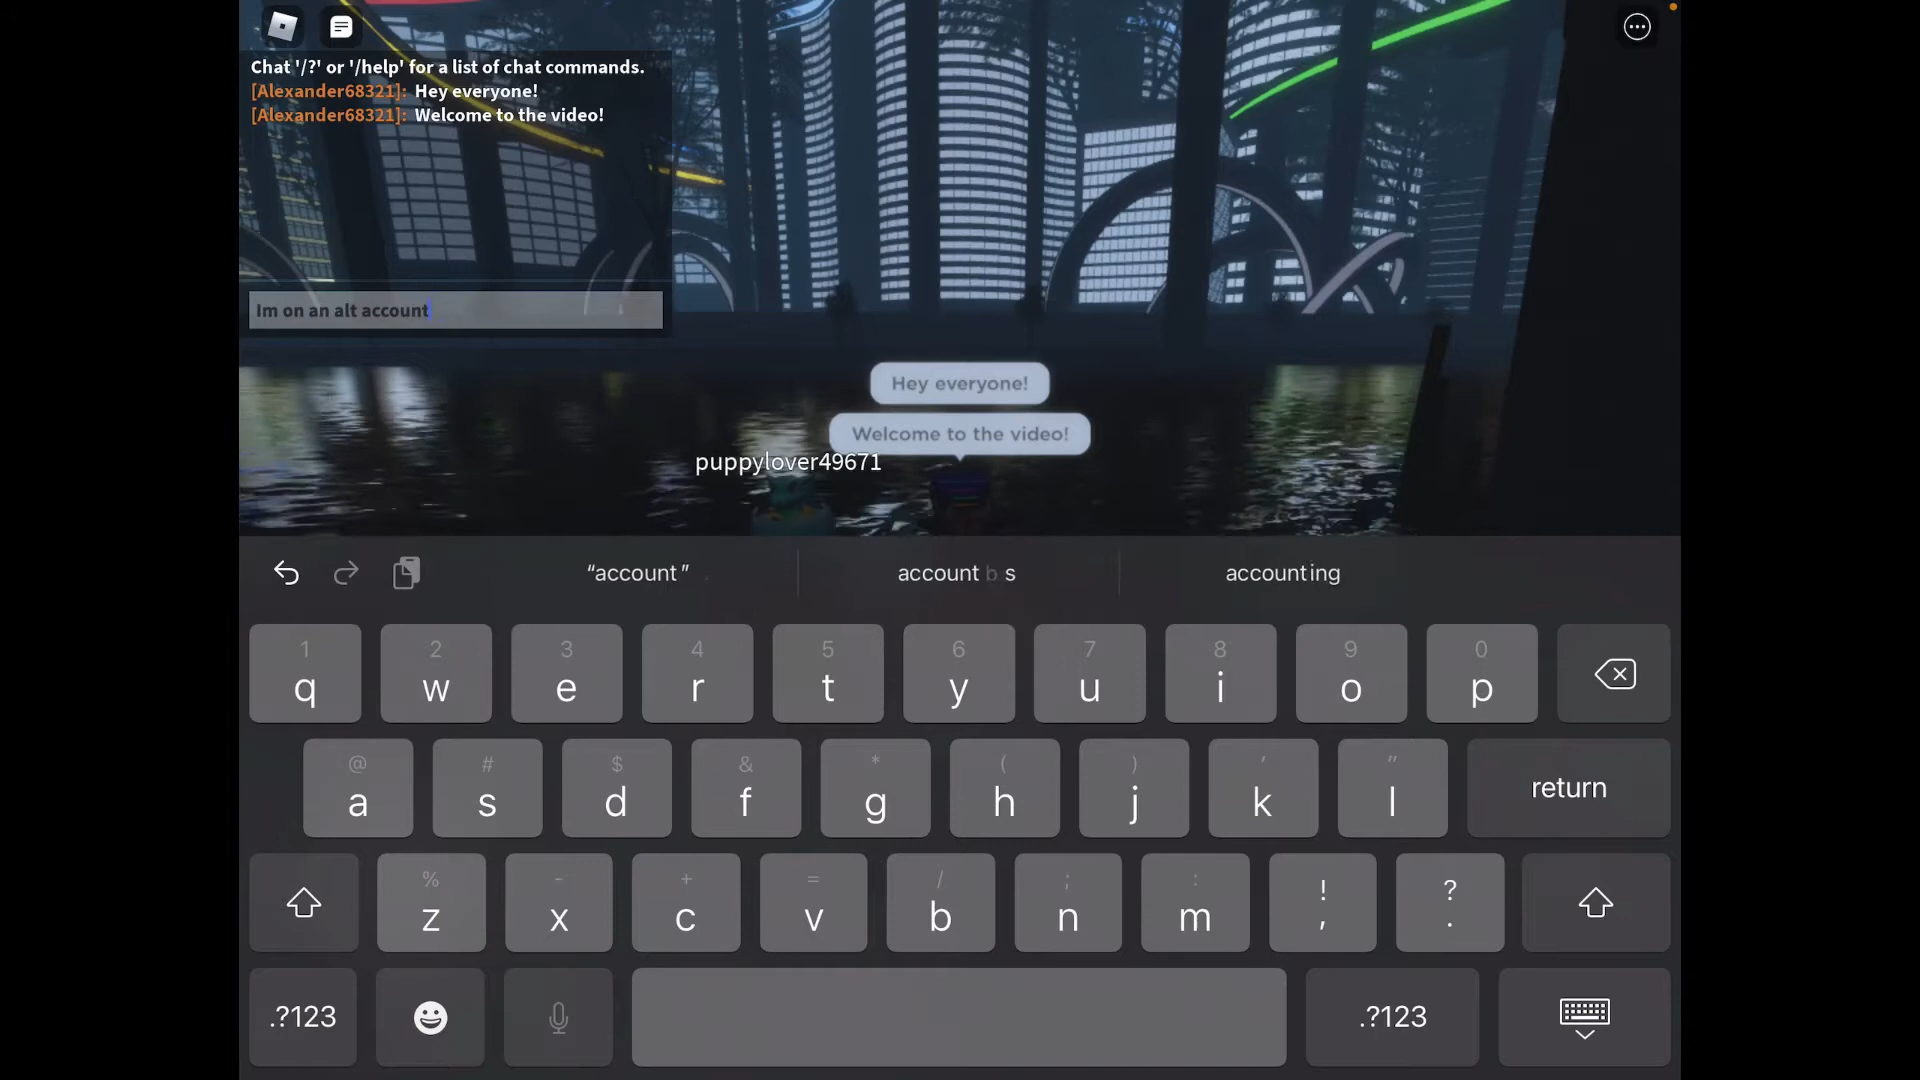 Chat '/?' or '/help' for a list of chat commands.
[Alexander68321]: Hey everyone!
[Alexander68321]: Welcome to the video!
Im on an alt account
Hey everyone!
Welcome to the video!
puppylover49671
“account” account s accounting
1 2 3 4 5 6 7 8 9 0
q w e r t y u i o p
@ # $ & * ( ) ' "
a s d f g h j k l return
% - + = / ; : ! ?
z x c v b n m , .
.?123 .?123